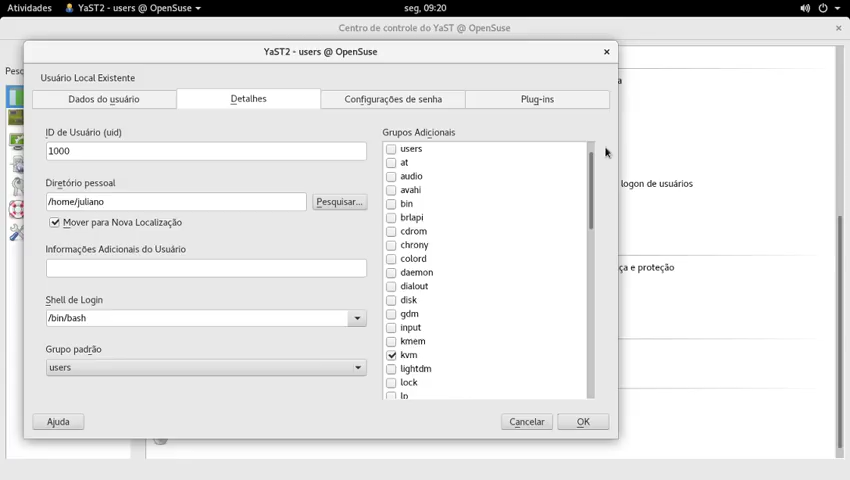 Atividades YaST2 - users @ OpenSuse seg, 09:20
Centro de controle do YaST @ OpenSuse
YaST2 - users @ OpenSuse
Usuário Local Existente
Dados do usuário Detalhes Configurações de senha Plug-ins
ID de Usuário (uid)
1000
Diretório pessoal
/home/juliano Pesquisar...
Mover para Nova Localização
Informações Adicionais do Usuário
Shell de Login
/bin/bash
Grupo padrão
users
Grupos Adicionais
users
at
audio
avahi
bin
brlapi
cdrom
chrony
colord
daemon
dialout
disk
gdm
input
kmem
kvm
lightdm
lock
lp
Ajuda Cancelar OK
logon de usuários
ça e proteção